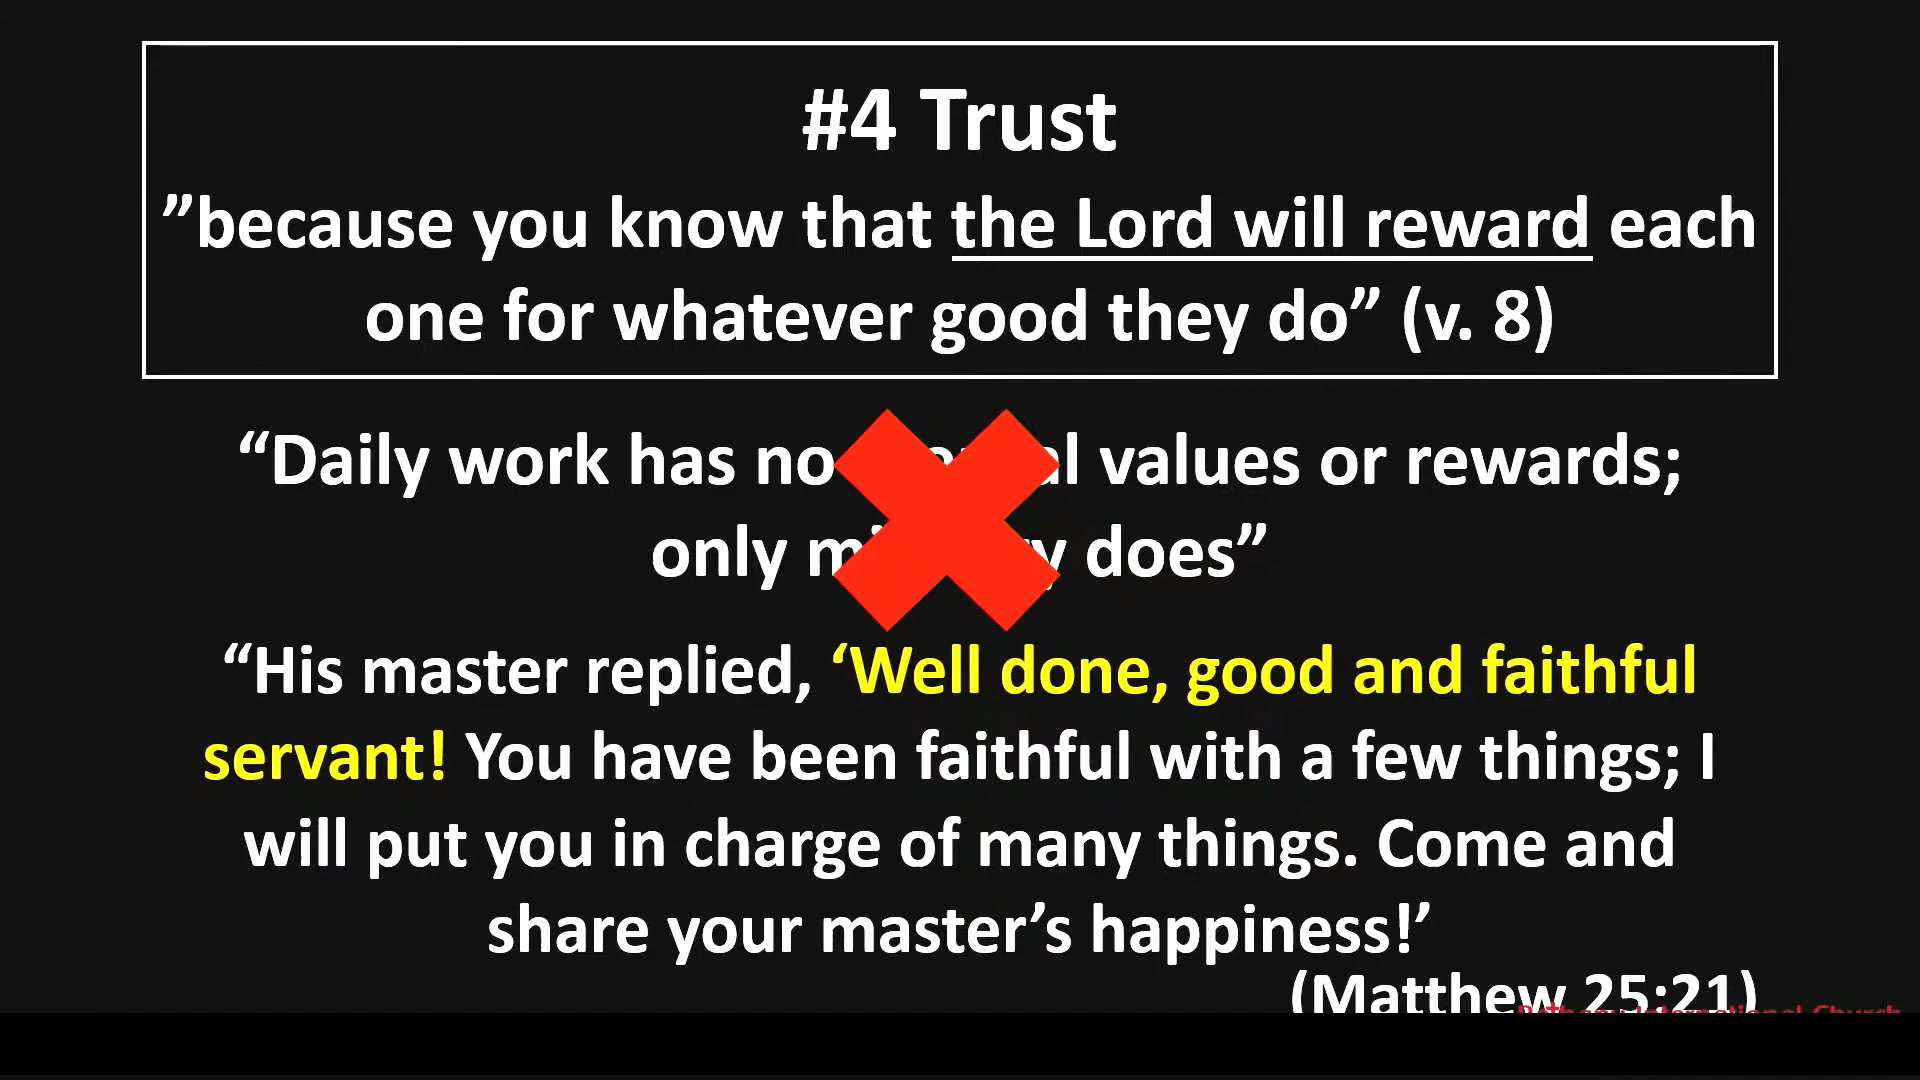 #4 Trust
”because you know that the Lord will reward each
one for whatever good they do” (v. 8)
“Daily work has no values or rewards;
only does”
“His master replied, ‘Well done, good and faithful
servant! You have been faithful with a few things; I
will put you in charge of many things. Come and
share your master’s happiness!’
(Matthew 25:21)
International Church